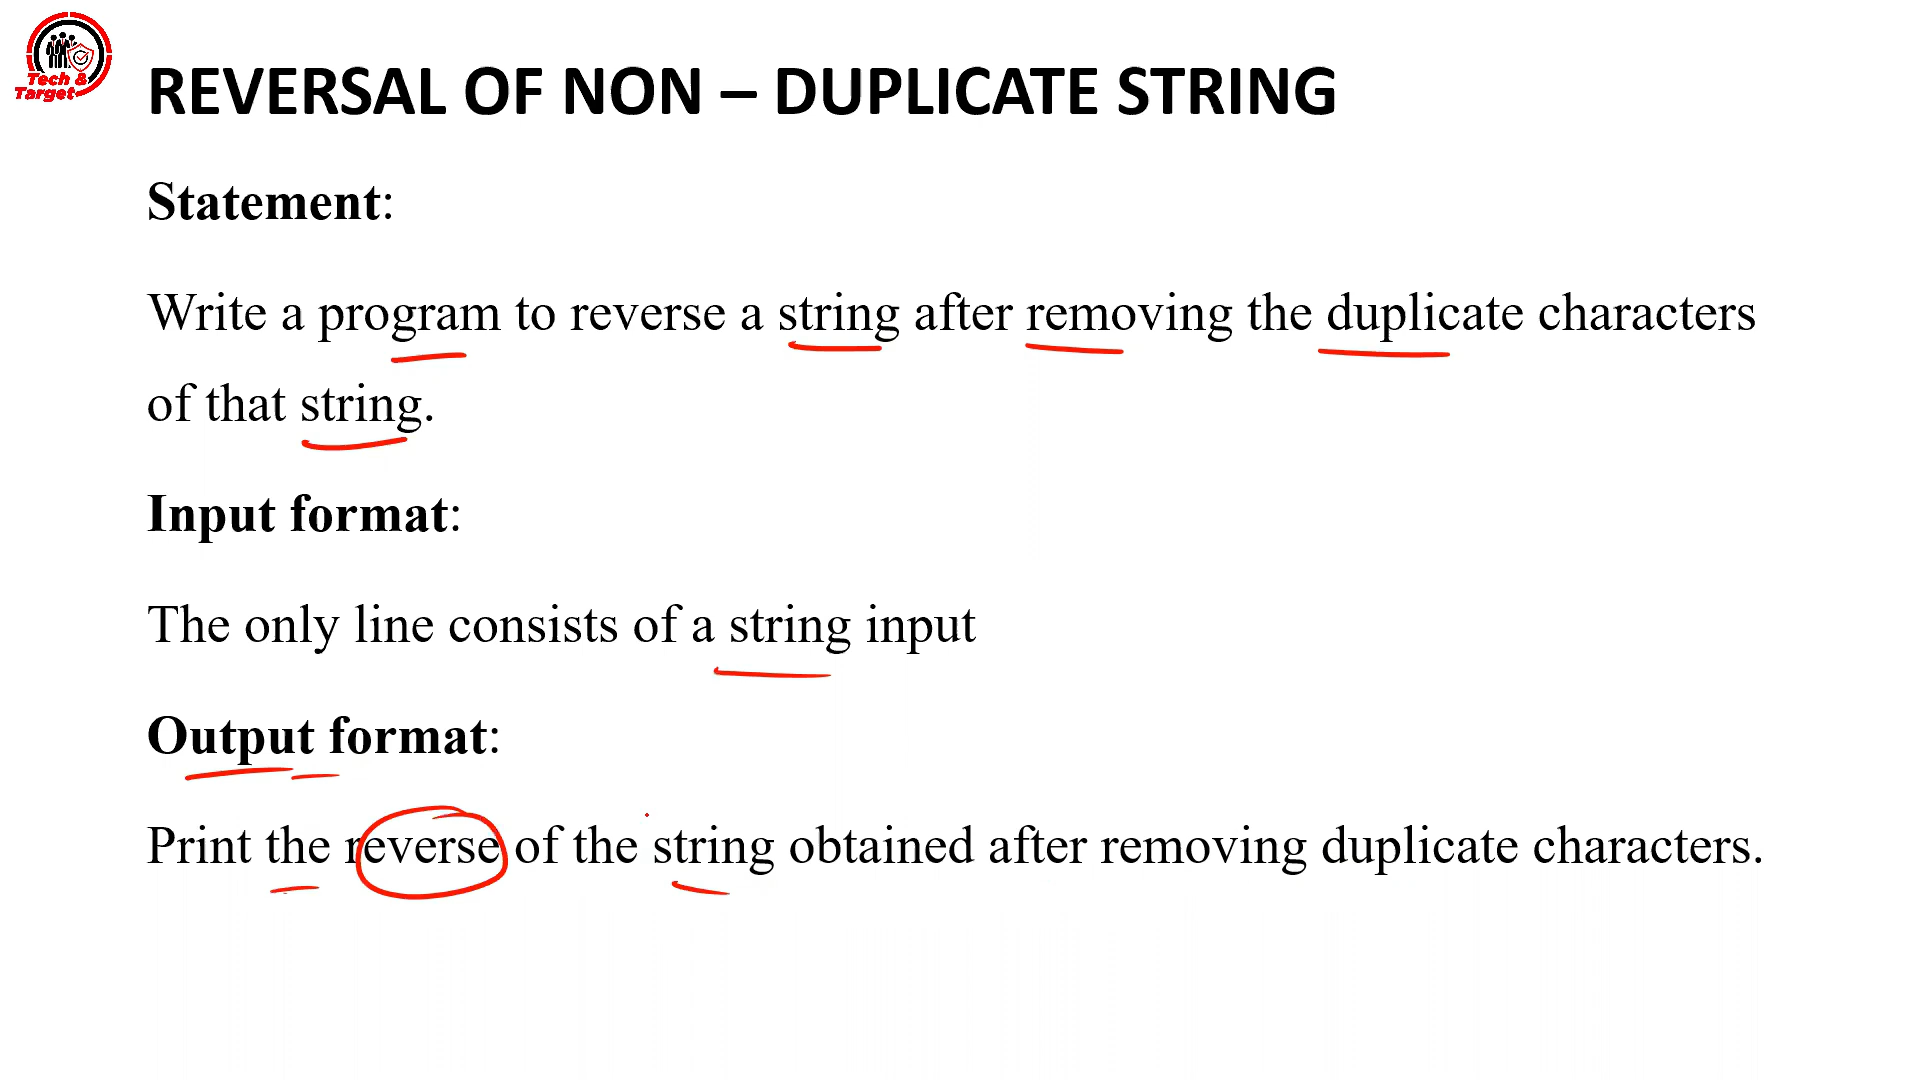 Tech &
Target
REVERSAL OF NON – DUPLICATE STRING
Statement:
Write a program to reverse a string after removing the duplicate characters
of that string.
Input format:
The only line consists of a string input
Output format:
Print the reverse of the string obtained after removing duplicate characters.